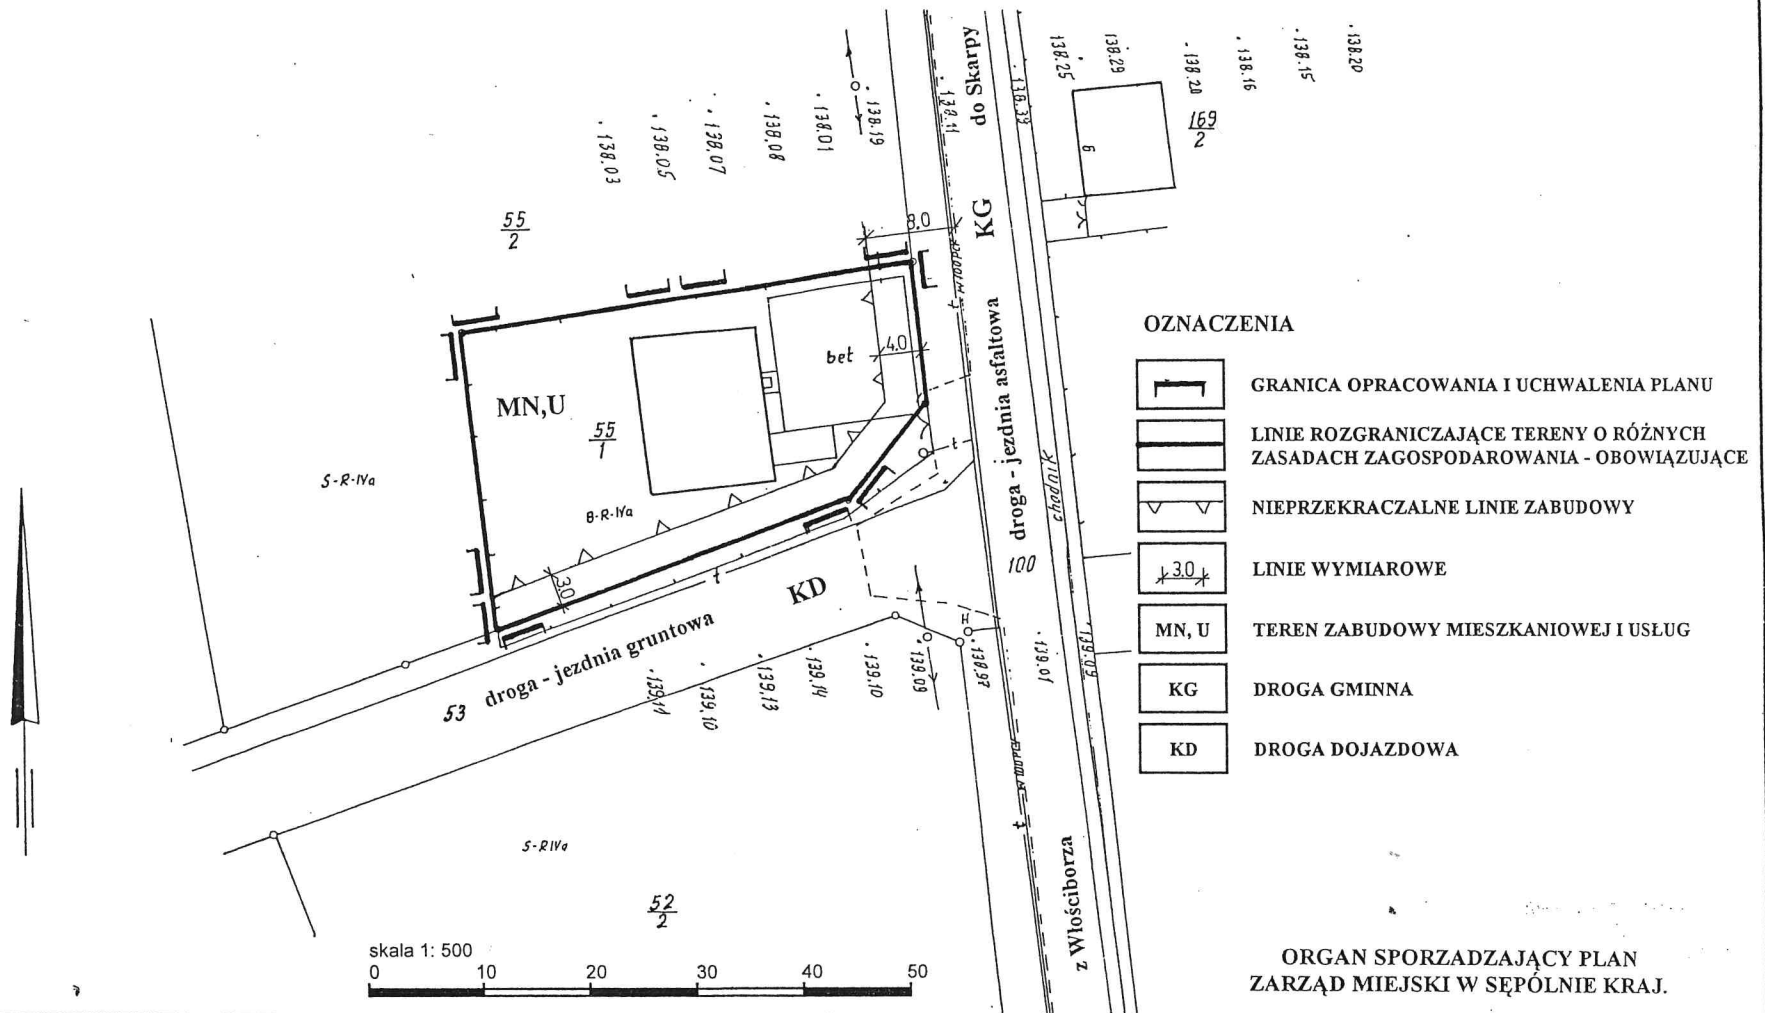 138.03
138.05
138.07
138.08
138.01
138.19
138.11
do Skarpy
138.39
138.25
138.29
138.20
138.16
138.15
138.20
169
2
6
KG
8.0
55
2
bet
4.0
MN,U
55
1
S-R-IVa
B-R-IVa
3.0
t
t
t
t
KD
droga - jezdnia asfaltowa
chodnik
100
droga - jezdnia gruntowa
53
H
139.11
139.10
139.13
139.14
139.10
139.09
138.97
139.01
139.09
S-RIVa
52
2
z Włościborza
skala 1: 500
0 10 20 30 40 50
OZNACZENIA
GRANICA OPRACOWANIA I UCHWALENIA PLANU
LINIE ROZGRANICZAJĄCE TERENY O RÓŻNYCH
ZASADACH ZAGOSPODAROWANIA - OBOWIĄZUJĄCE
NIEPRZEKRACZALNE LINIE ZABUDOWY
3.0 LINIE WYMIAROWE
MN, U TEREN ZABUDOWY MIESZKANIOWEJ I USŁUG
KG DROGA GMINNA
KD DROGA DOJAZDOWA
ORGAN SPORZADZAJĄCY PLAN
ZARZĄD MIEJSKI W SĘPÓLNIE KRAJ.